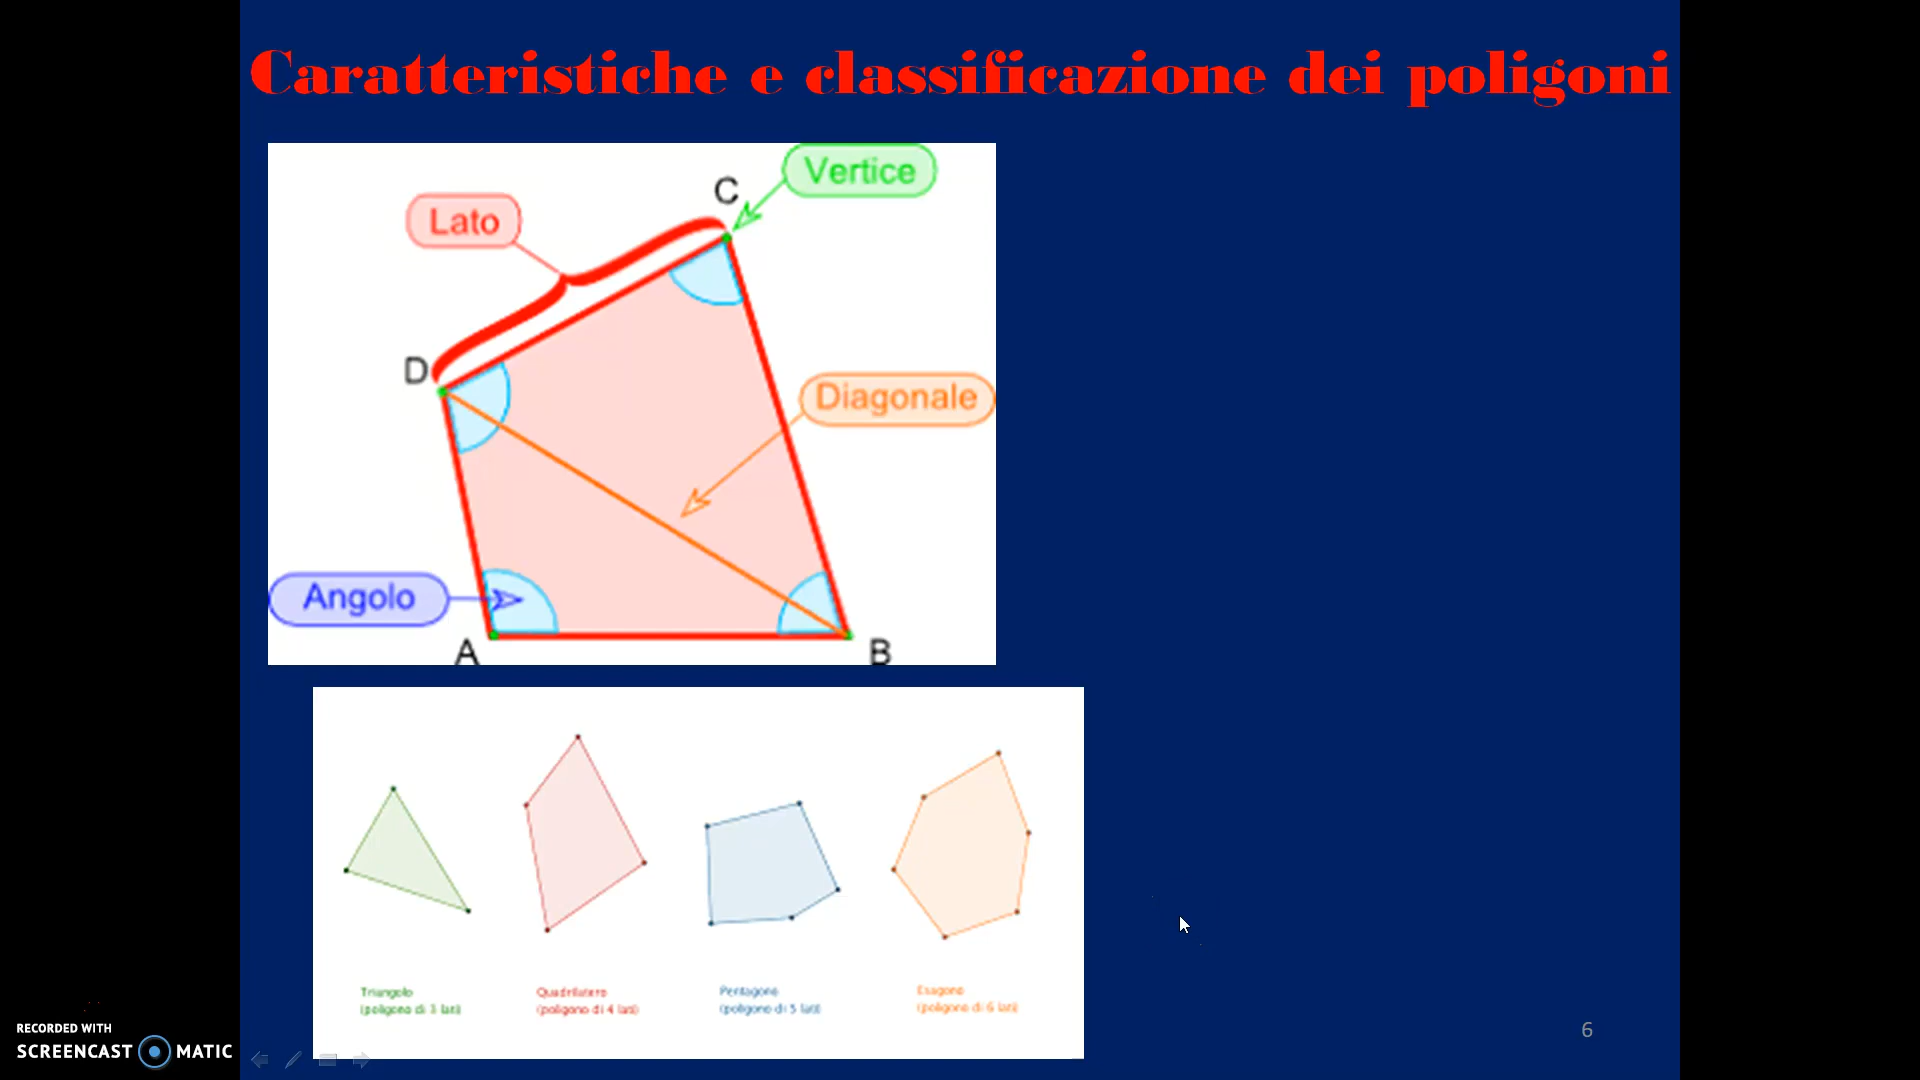 Caratteristiche e classificazione dei poligoni
Vertice
C
Lato
D
Diagonale
Angolo
A
B
Triangolo
(poligono di 3 lati)
Quadrilatero
(poligono di 4 lati)
Pentagono
(poligono di 5 lati)
Esagono
(poligono di 6 lati)
6
RECORDED WITH
SCREENCAST MATIC